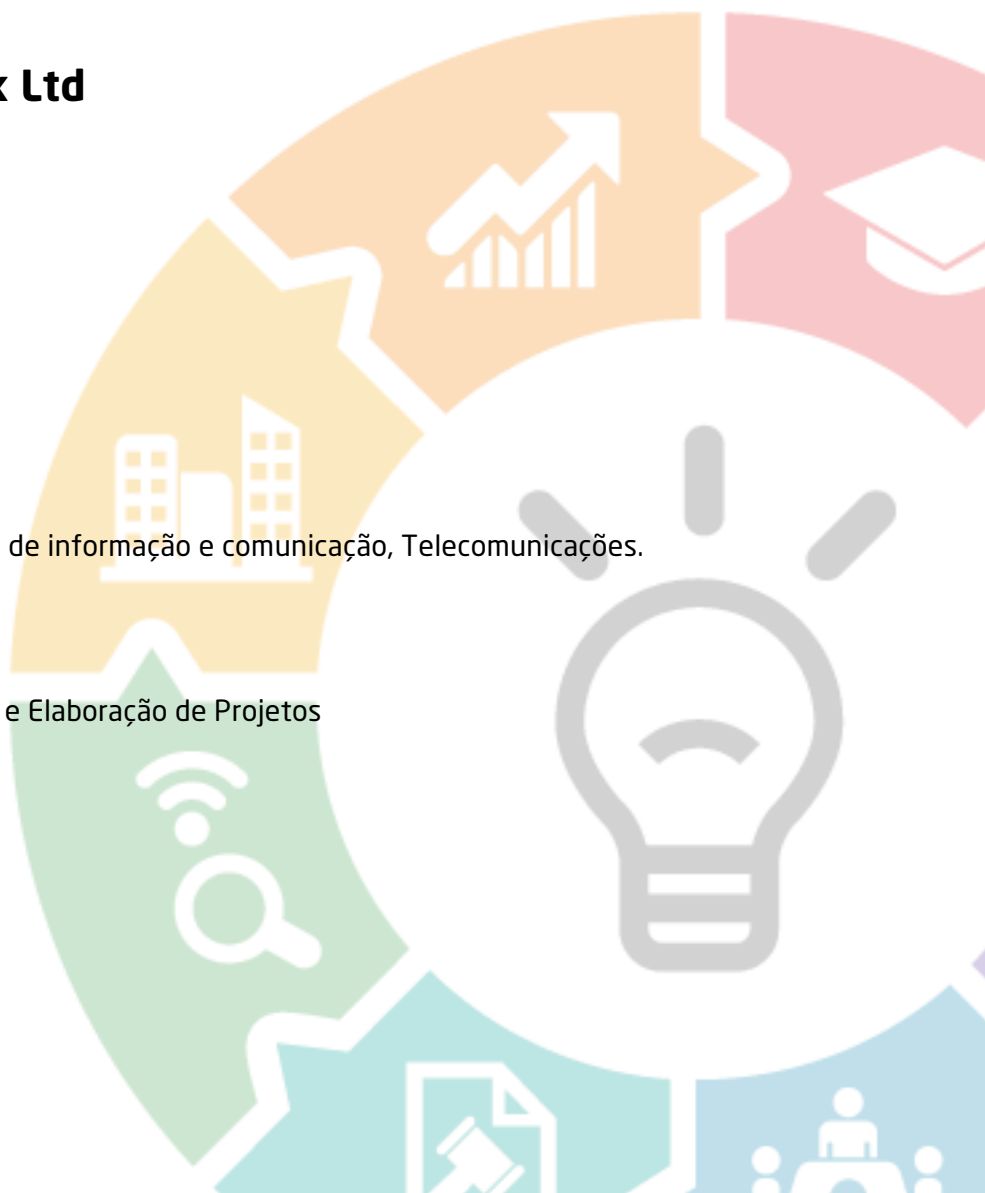 x Ltd
de informação e comunicação, Telecomunicações.
e Elaboração de Projetos